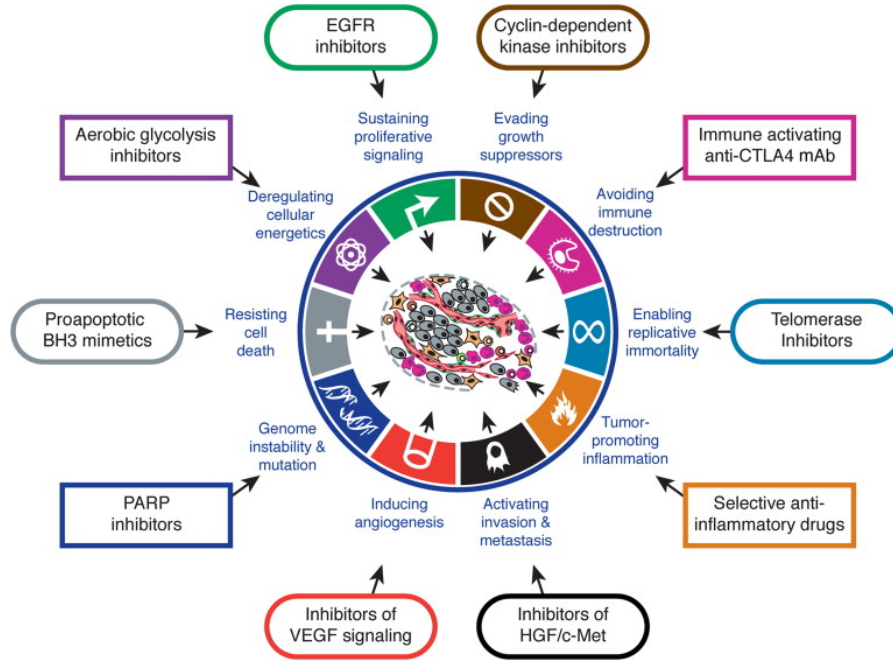 EGFR
inhibitors
Cyclin-dependent
kinase inhibitors
Sustaining
proliferative
signaling
Evading
growth
suppressors
Aerobic glycolysis
inhibitors
Immune activating
anti-CTLA4 mAb
Deregulating
cellular
energetics
Avoiding
immune
destruction
Proapoptotic
BH3 mimetics
Resisting
cell
death
Enabling
replicative
immortality
Telomerase
Inhibitors
Genome
instability &
mutation
Tumor-
promoting
inflammation
PARP
inhibitors
Inducing
angiogenesis
Activating
invasion &
metastasis
Selective anti-
inflammatory drugs
Inhibitors of
VEGF signaling
Inhibitors of
HGF/c-Met